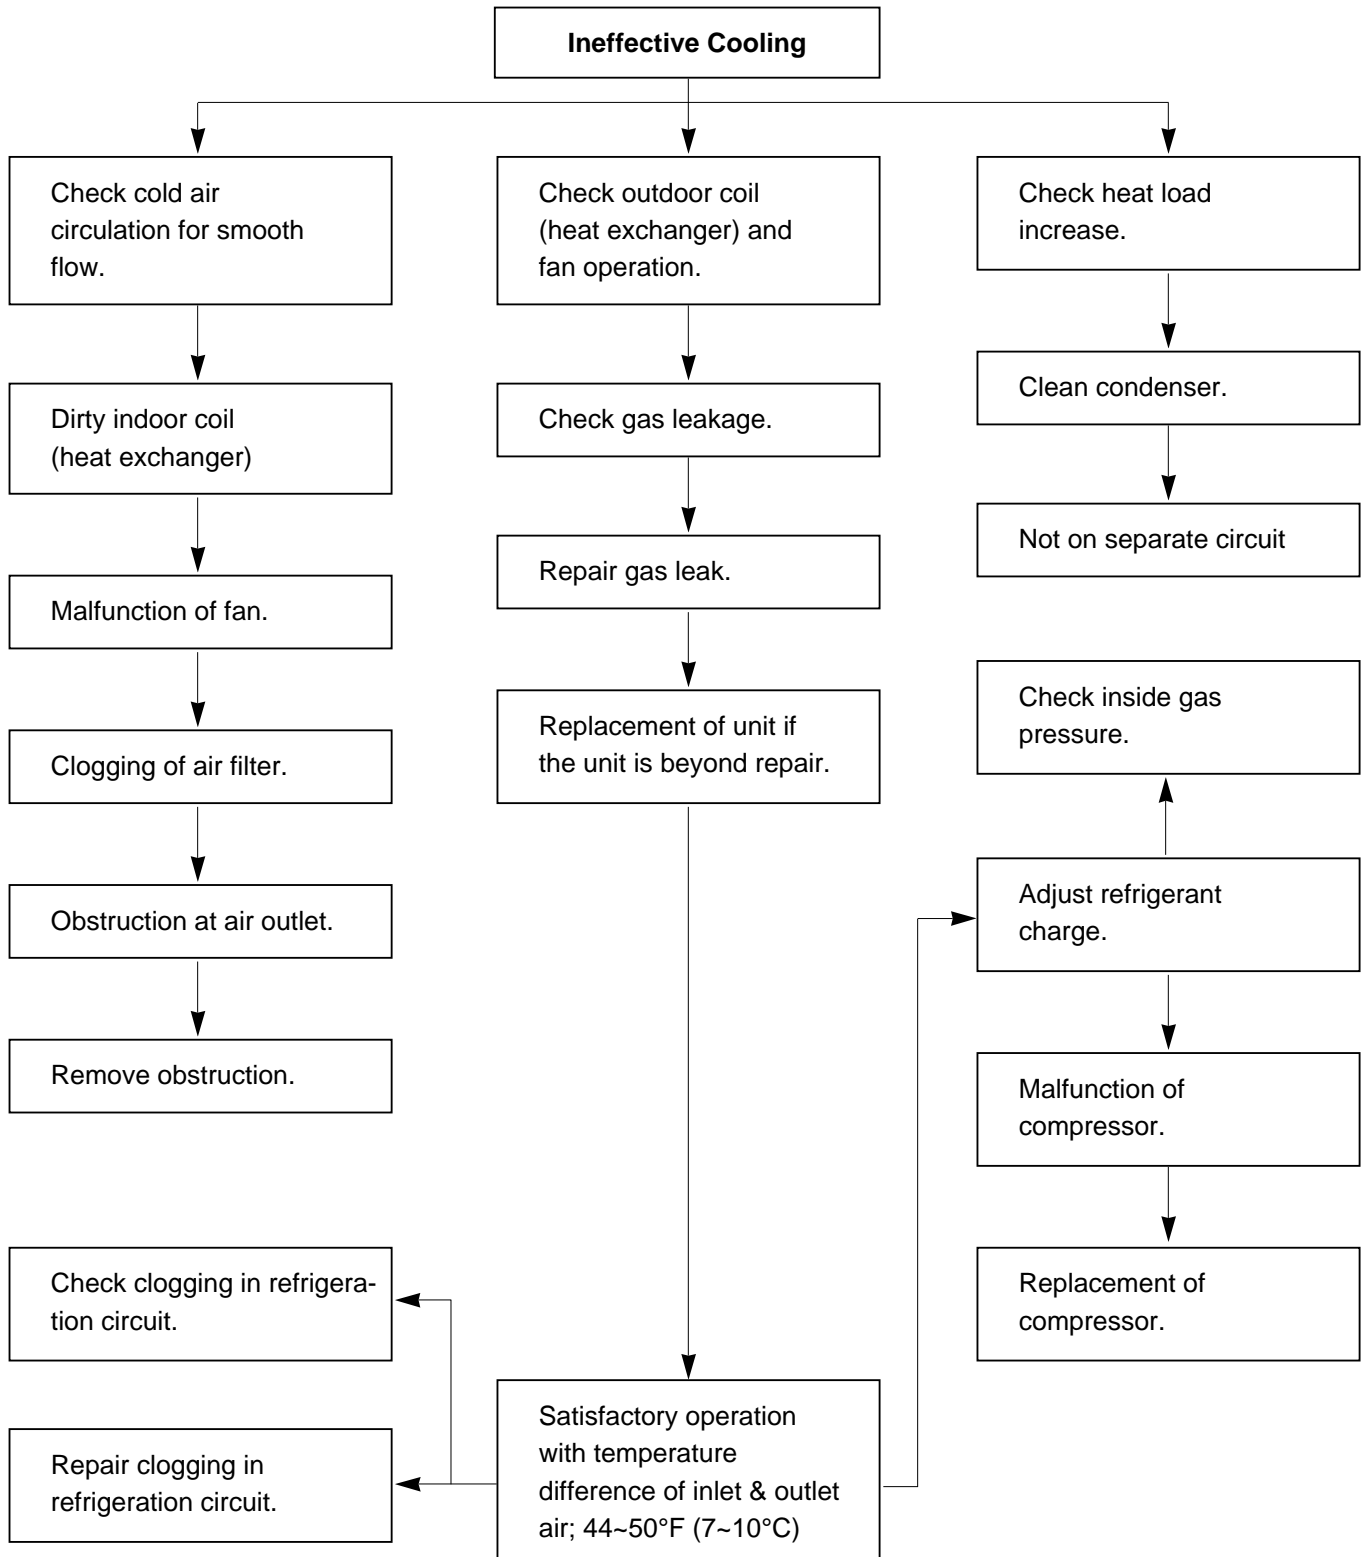 Ineffective Cooling
Check cold air
circulation for smooth
flow.
Dirty indoor coil
(heat exchanger)
Malfunction of fan.
Clogging of air filter.
Obstruction at air outlet.
Remove obstruction.
Check clogging in refrigera-
tion circuit.
Repair clogging in
refrigeration circuit.
Check outdoor coil
(heat exchanger) and
fan operation.
Check gas leakage.
Repair gas leak.
Replacement of unit if
the unit is beyond repair.
Satisfactory operation
with temperature
difference of inlet & outlet
air; 44~50°F (7~10°C)
Check heat load
increase.
Clean condenser.
Not on separate circuit
Check inside gas
pressure.
Adjust refrigerant
charge.
Malfunction of
compressor.
Replacement of
compressor.